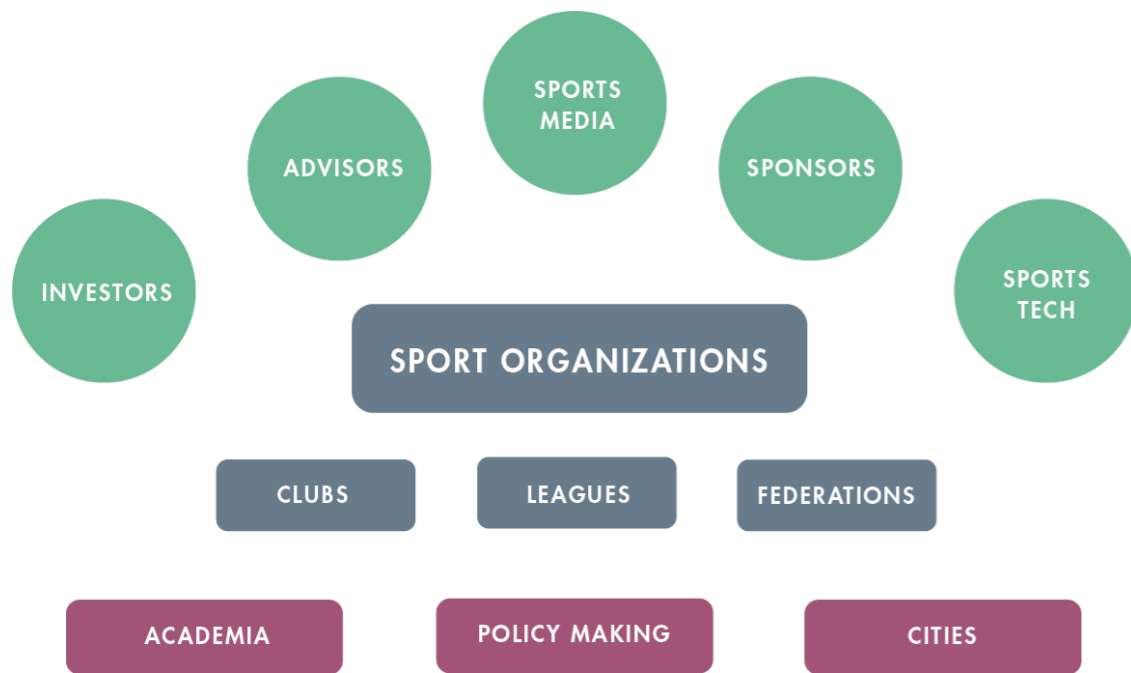 SPORTS
MEDIA
ADVISORS
SPONSORS
INVESTORS
SPORTS
TECH
SPORT ORGANIZATIONS
CLUBS
LEAGUES
FEDERATIONS
ACADEMIA
POLICY MAKING
CITIES